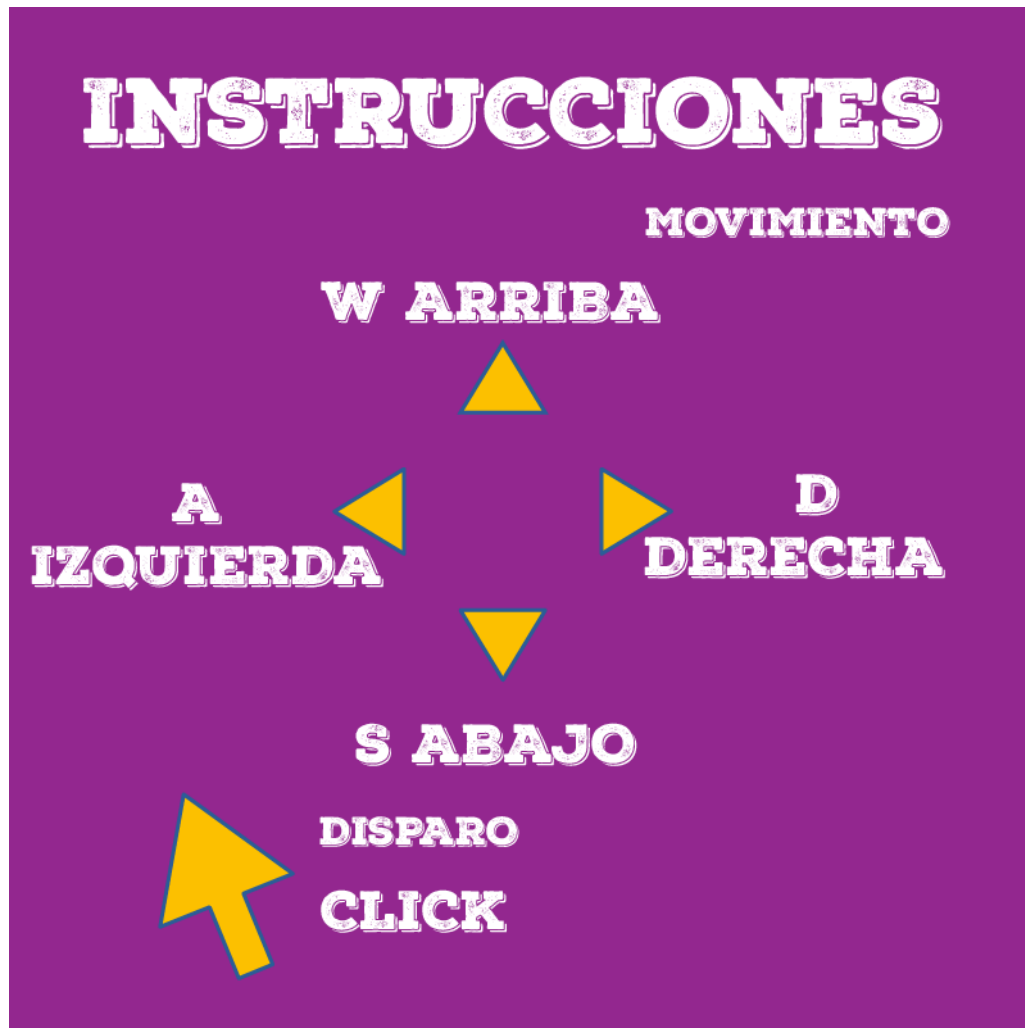 INSTRUCCIONES
MOVIMIENTO
W ARRIBA
A
IZQUIERDA
D
DERECHA
S ABAJO
DISPARO
CLICK